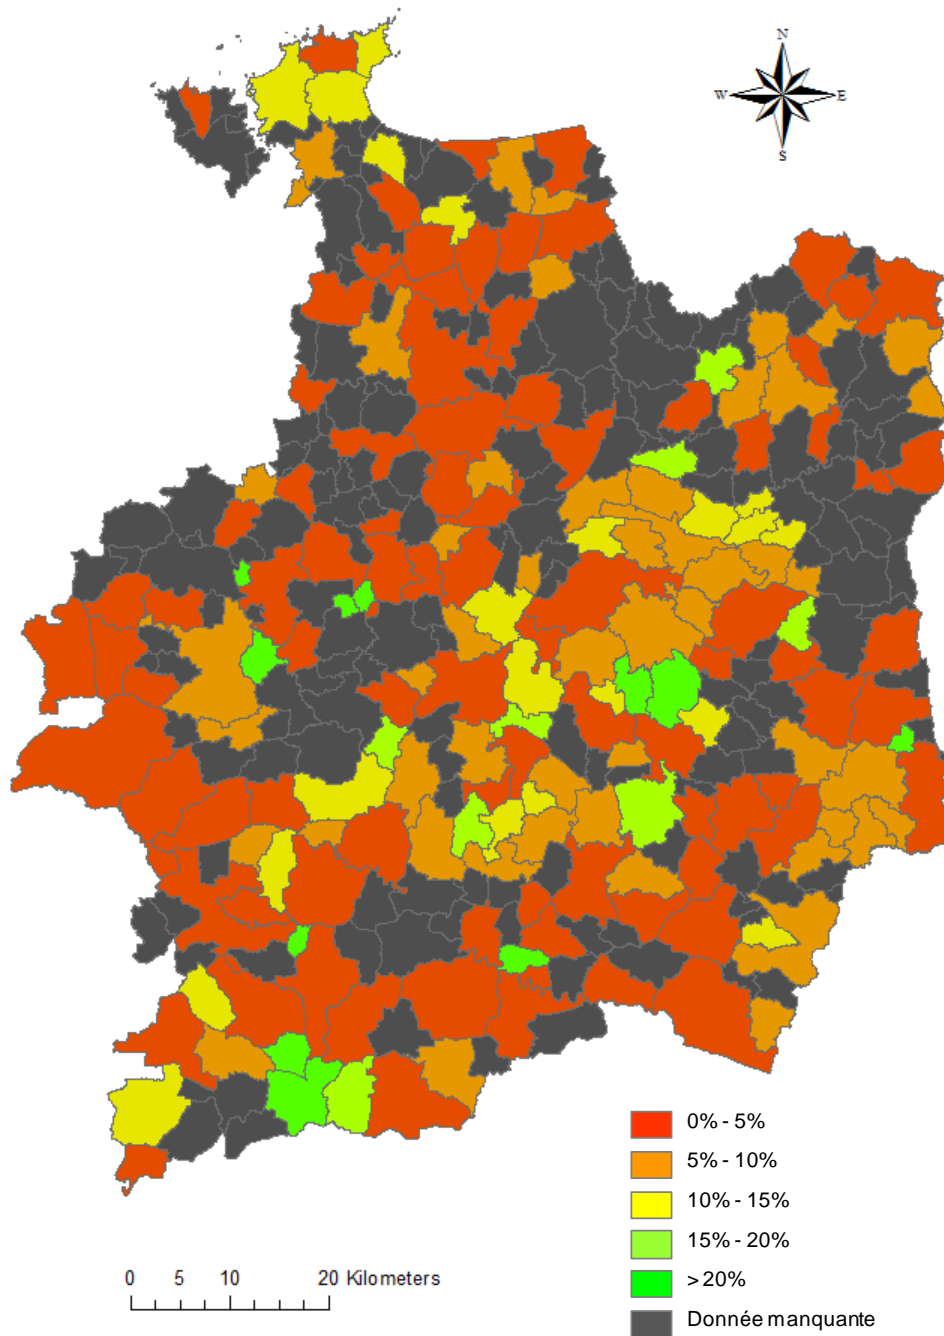 N
W E
S
0% - 5%
5% - 10%
10% - 15%
15% - 20%
> 20%
Donnée manquante
0 5 10 20 Kilometers